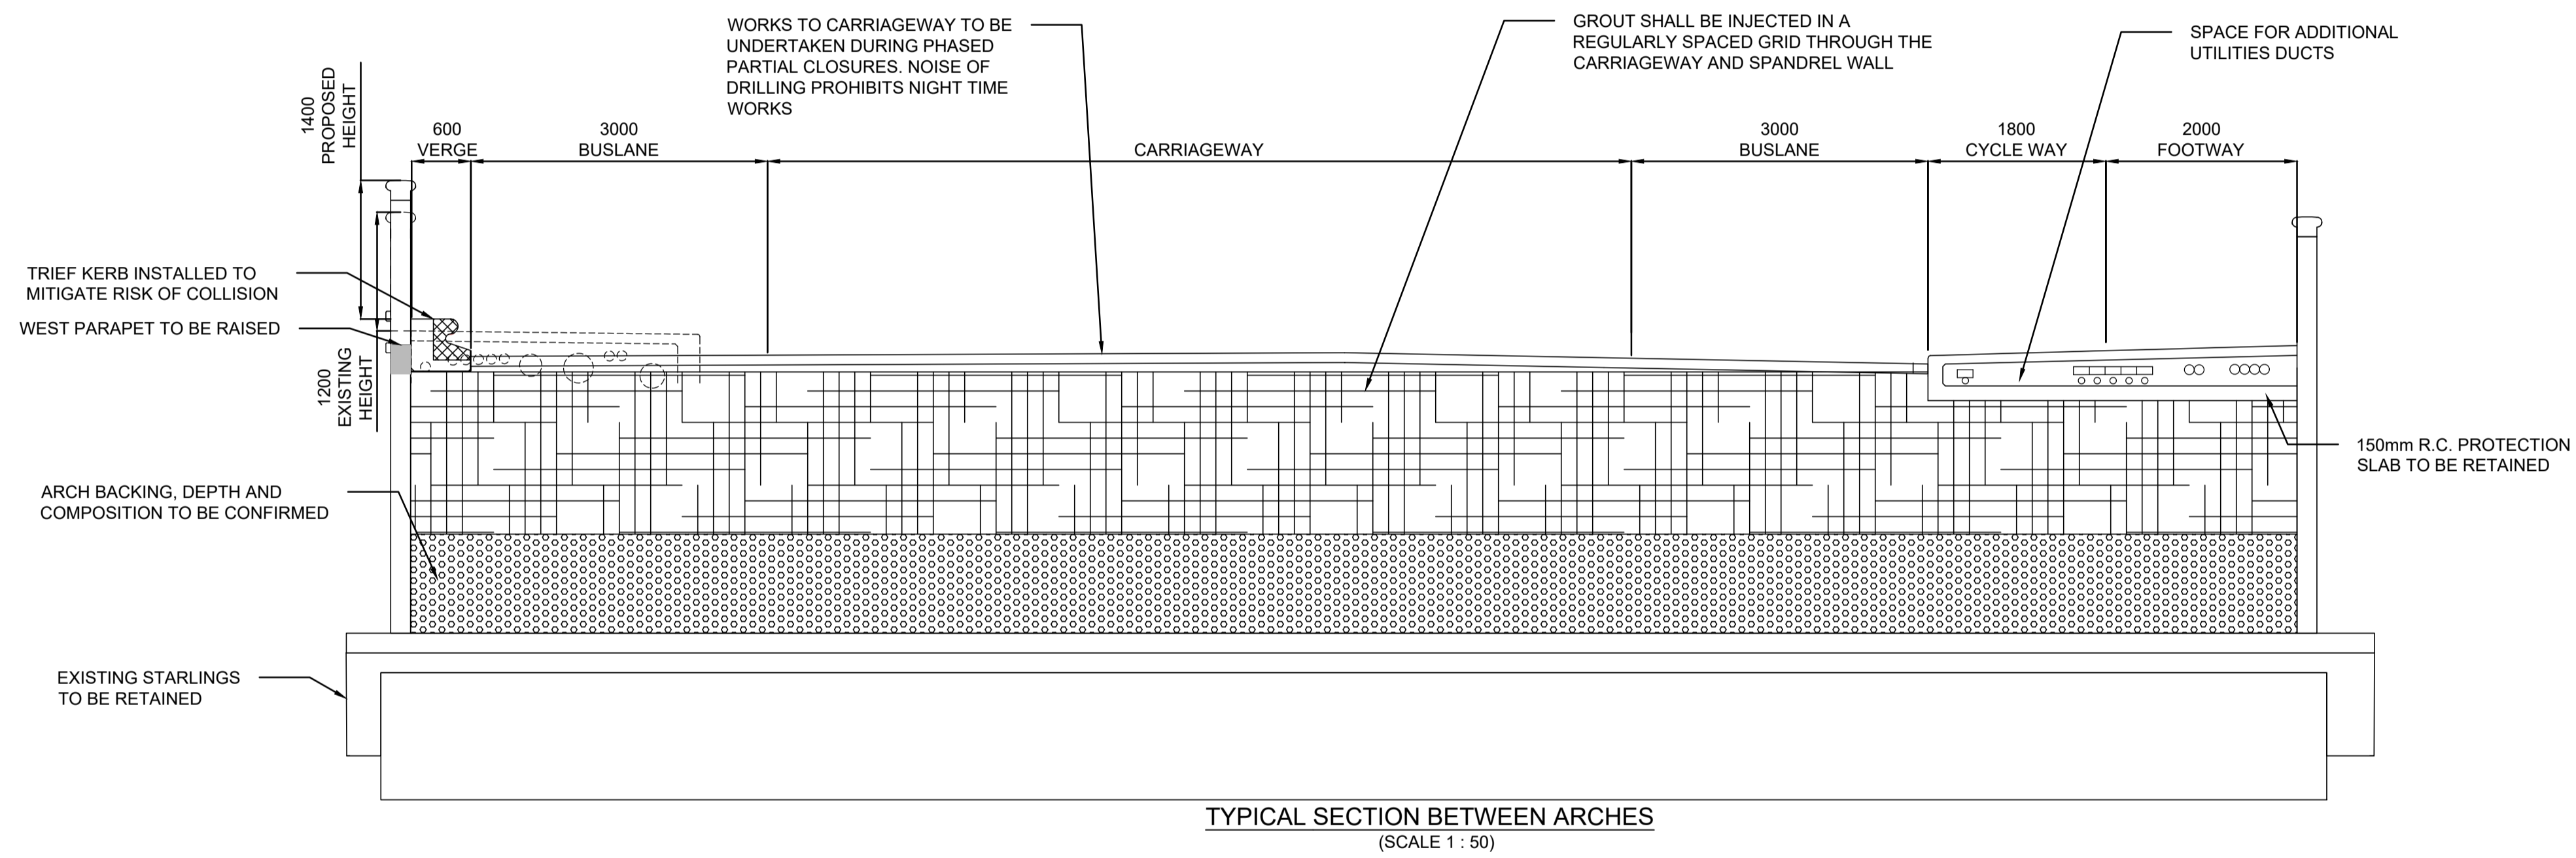 WORKS TO CARRIAGEWAY TO BE
UNDERTAKEN DURING PHASED
PARTIAL CLOSURES. NOISE OF
DRILLING PROHIBITS NIGHT TIME
WORKS
GROUT SHALL BE INJECTED IN A
REGULARLY SPACED GRID THROUGH THE
CARRIAGEWAY AND SPANDREL WALL
SPACE FOR ADDITIONAL
UTILITIES DUCTS
1400
PROPOSED
HEIGHT
600
VERGE
3000
BUSLANE
CARRIAGEWAY
3000
BUSLANE
1800
CYCLE WAY
2000
FOOTWAY
TRIEF KERB INSTALLED TO
MITIGATE RISK OF COLLISION
WEST PARAPET TO BE RAISED
1200
EXISTING
HEIGHT
150mm R.C. PROTECTION
SLAB TO BE RETAINED
ARCH BACKING, DEPTH AND
COMPOSITION TO BE CONFIRMED
EXISTING STARLINGS
TO BE RETAINED
TYPICAL SECTION BETWEEN ARCHES
(SCALE 1 : 50)